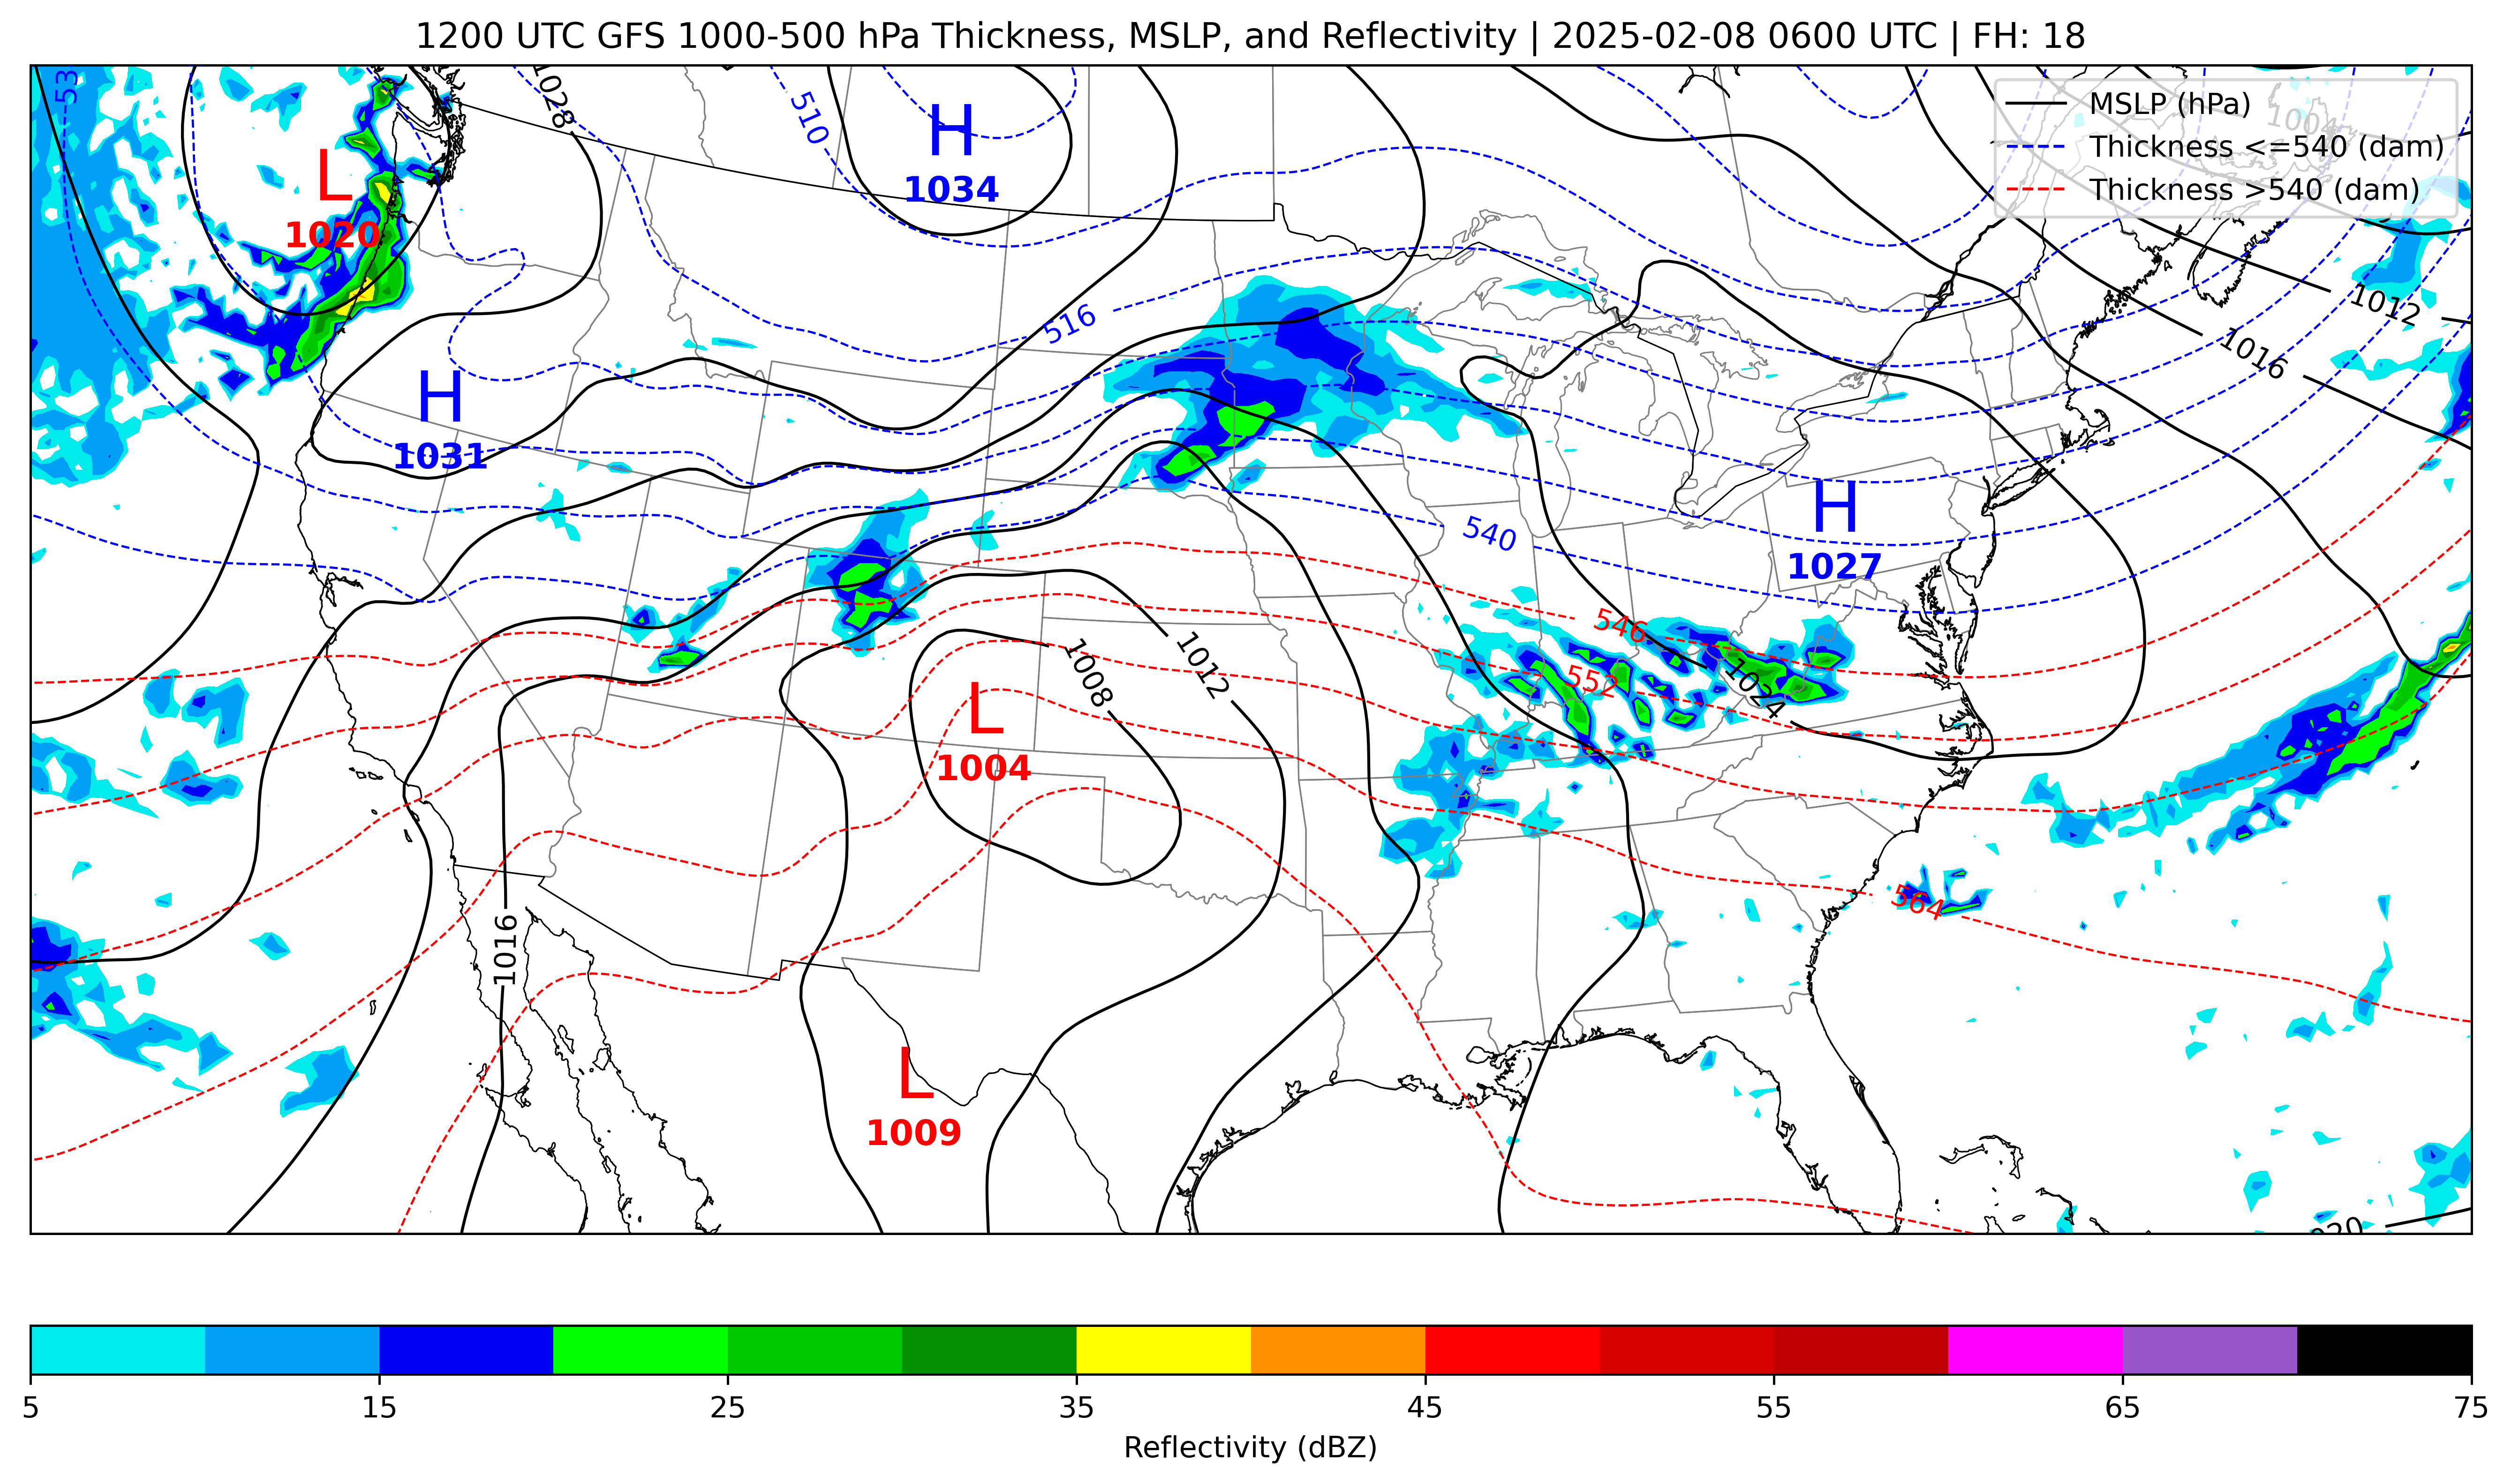 1200 UTC GFS 1000-500 hPa Thickness, MSLP, and Reflectivity | 2025-02-08 0600 UTC | FH: 18
MSLP (hPa)
Thickness <=540 (dam)
Thickness >540 (dam)
1028
510
H
1034
1004
L
1020
1012
516
1016
H
1031
H
1027
540
546
552
1024
1008
1012
L
1004
564
1016
L
1009
5
15
25
35
45
55
65
75
Reflectivity (dBZ)